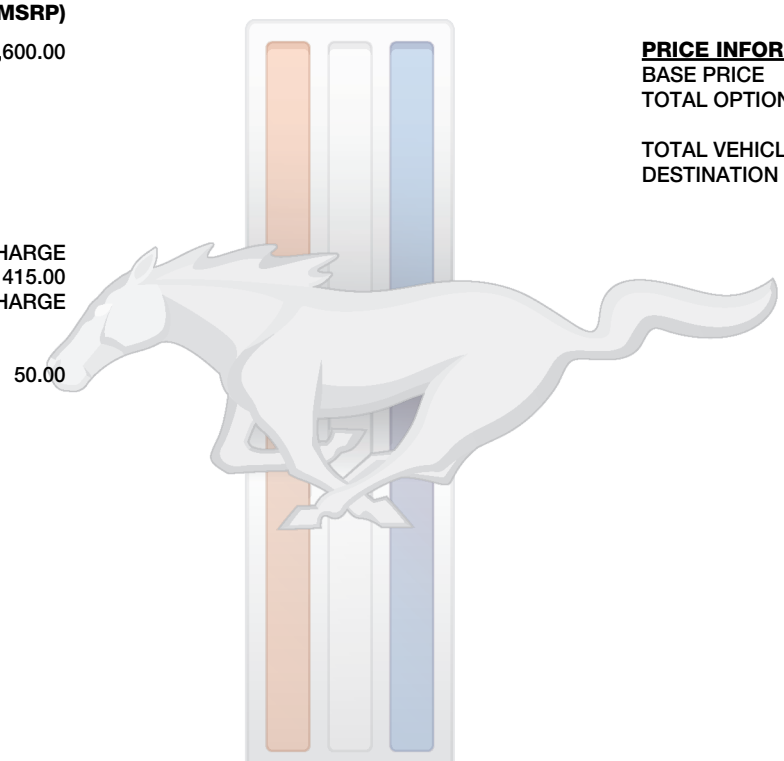 MSRP)
,600.00
HARGE
415.00
HARGE
50.00
PRICE INFOR
BASE PRICE
TOTAL OPTION
TOTAL VEHICL
DESTINATION